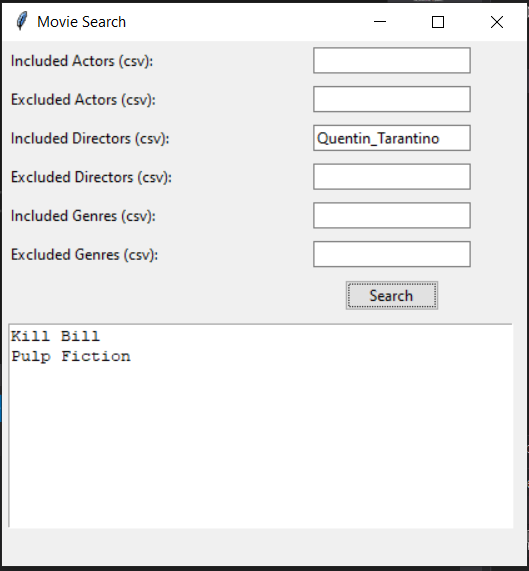 Movie Search
Included Actors (csv):
Excluded Actors (csv):
Included Directors (csv): Quentin_Tarantino
Excluded Directors (csv):
Included Genres (csv):
Excluded Genres (csv):
Search
Kill Bill
Pulp Fiction